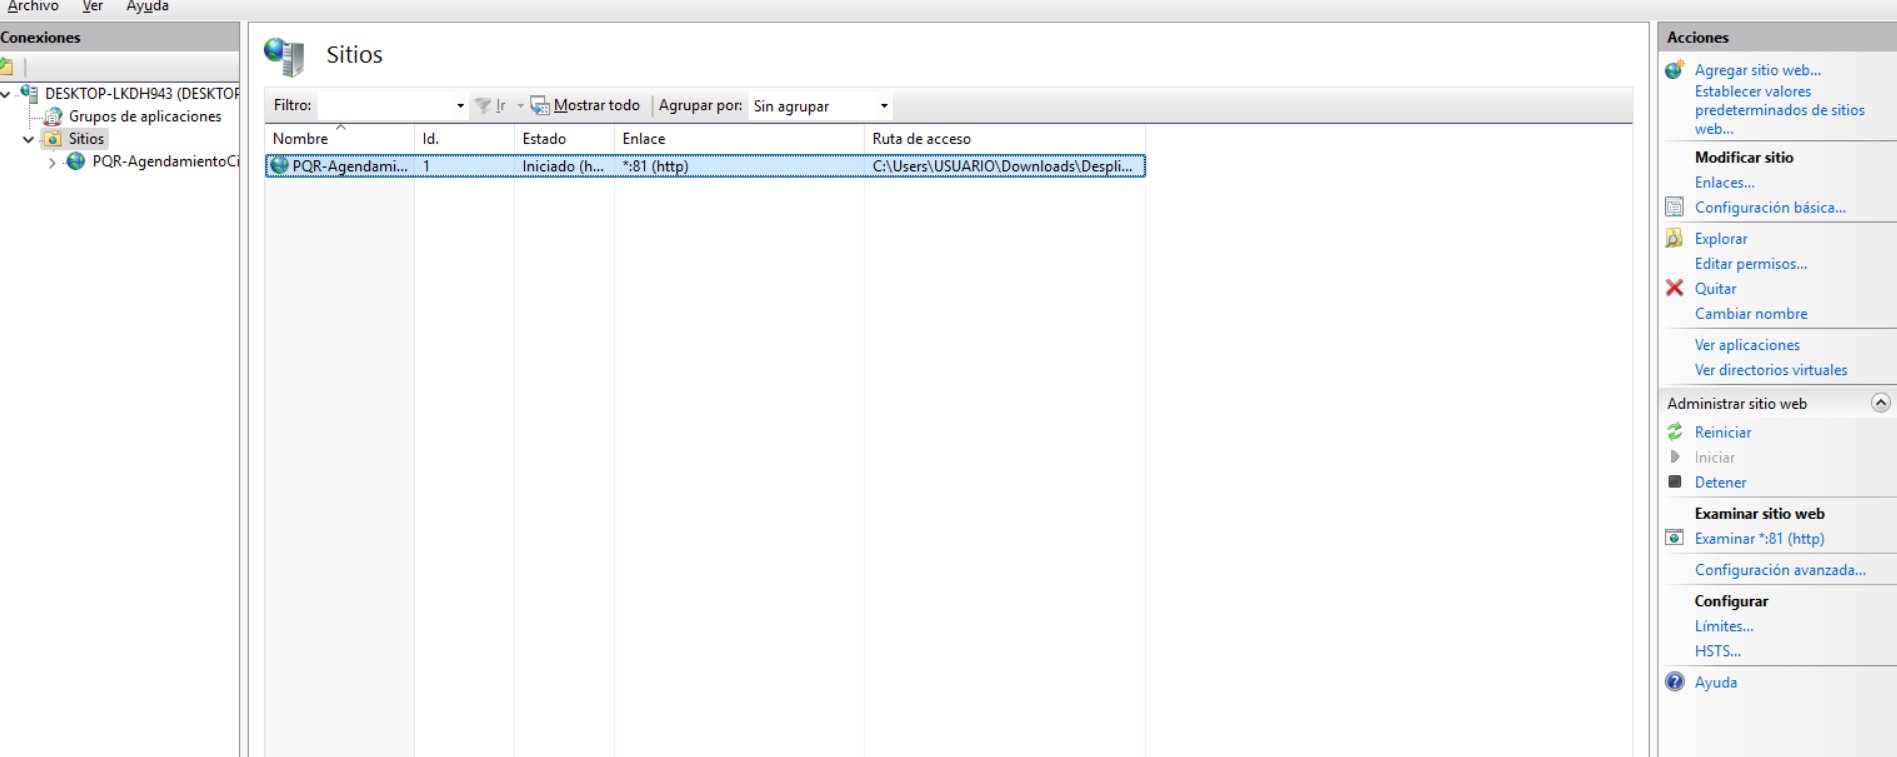 Archivo Ver Ayuda
Conexiones
DESKTOP-LKDH943 (DESKTOP
Grupos de aplicaciones
Sitios
PQR-AgendamientoCi
Sitios
Filtro: Ir Mostrar todo Agrupar por: Sin agrupar
Nombre Id. Estado Enlace Ruta de acceso
PQR-Agendami... 1 Iniciado (h... *:81 (http) C:\Users\USUARIO\Downloads\Despli...
Acciones
Agregar sitio web...
Establecer valores
predeterminados de sitios
web...
Modificar sitio
Enlaces...
Configuración básica...
Explorar
Editar permisos...
Quitar
Cambiar nombre
Ver aplicaciones
Ver directorios virtuales
Administrar sitio web
Reiniciar
Iniciar
Detener
Examinar sitio web
Examinar *:81 (http)
Configuración avanzada...
Configurar
Límites...
HSTS...
Ayuda